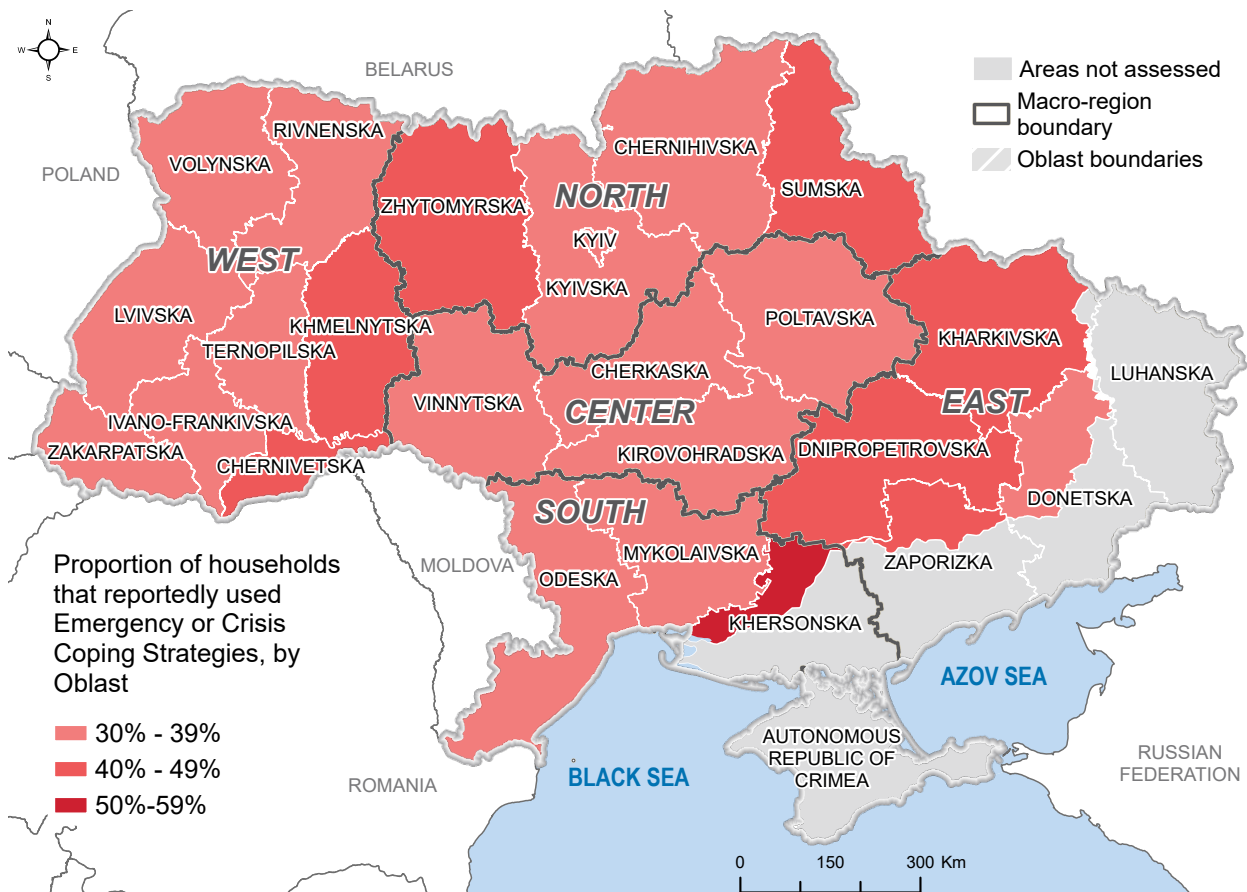 N
W
E
S
BELARUS
POLAND
Areas not assessed
Macro-region
boundary
Oblast boundaries
RIVNENSKA
VOLYNSKA
CHERNIHIVSKA
SUMSKA
ZHYTOMYRSKA
NORTH
KYIV
WEST
KYIVSKA
LVIVSKA
KHMELNYTSKA
TERNOPILSKA
POLTAVSKA
KHARKIVSKA
LUHANSKA
CHERKASKA
VINNYTSKA
CENTER
EAST
IVANO-FRANKIVSKA
ZAKARPATSKA
CHERNIVETSKA
KIROVOHRADSKA
DNIPROPETROVSKA
DONETSKA
SOUTH
MYKOLAIVSKA
ODESKA
MOLDOVA
ZAPORIZKA
KHERSONSKA
Proportion of households
that reportedly used
Emergency or Crisis
Coping Strategies, by
Oblast
30% - 39%
40% - 49%
50%-59%
AZOV SEA
BLACK SEA
AUTONOMOUS
REPUBLIC OF
CRIMEA
ROMANIA
RUSSIAN
FEDERATION
0 150 300 Km